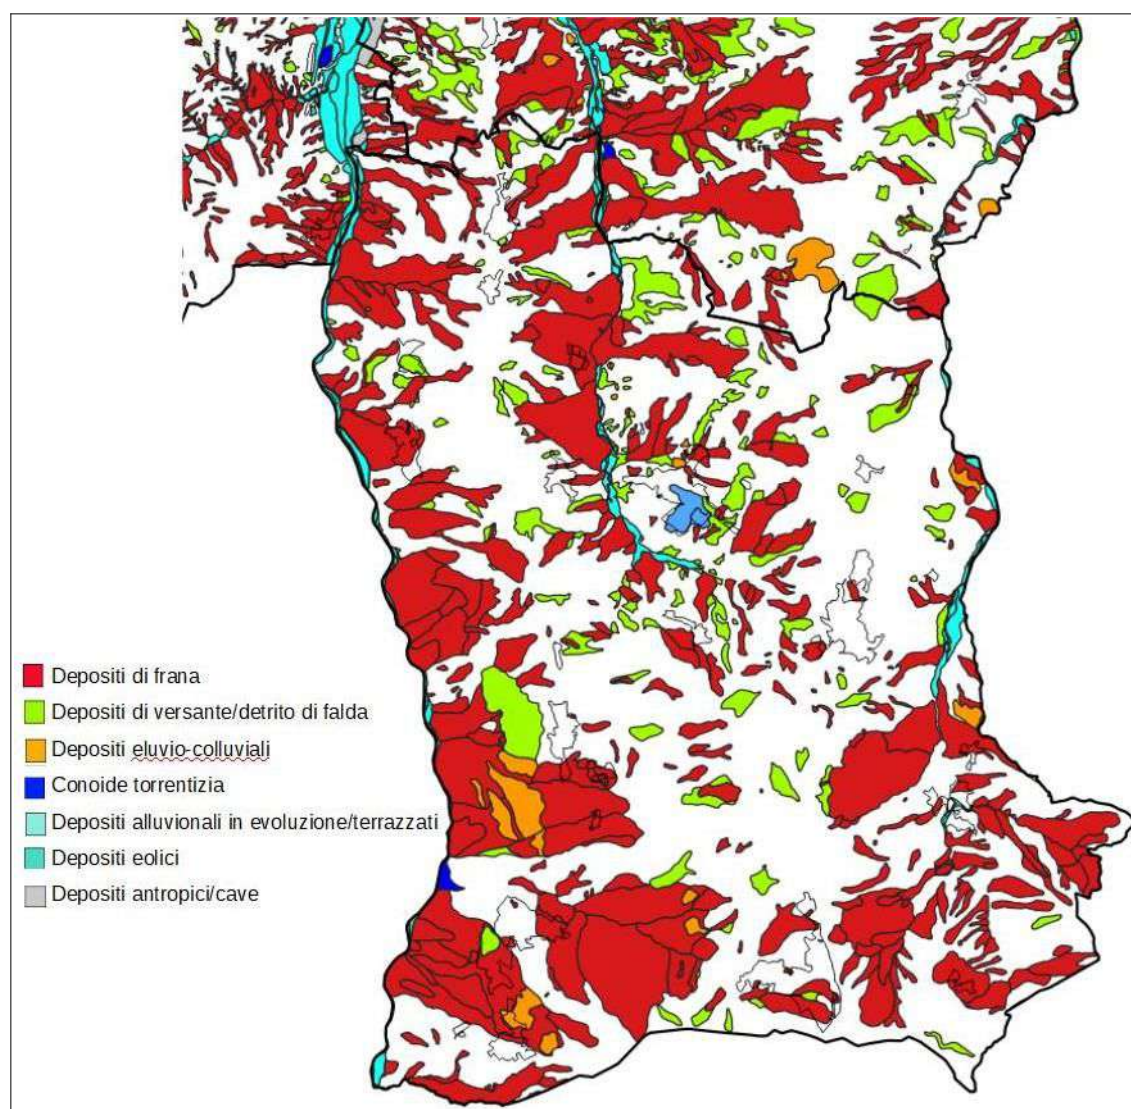 Depositi di frana
Depositi di versante/detrito di falda
Depositi eluvio-colluviali
Conoide torrentizia
Depositi alluvionali in evoluzione/terrazzati
Depositi eolici
Depositi antropici/cave